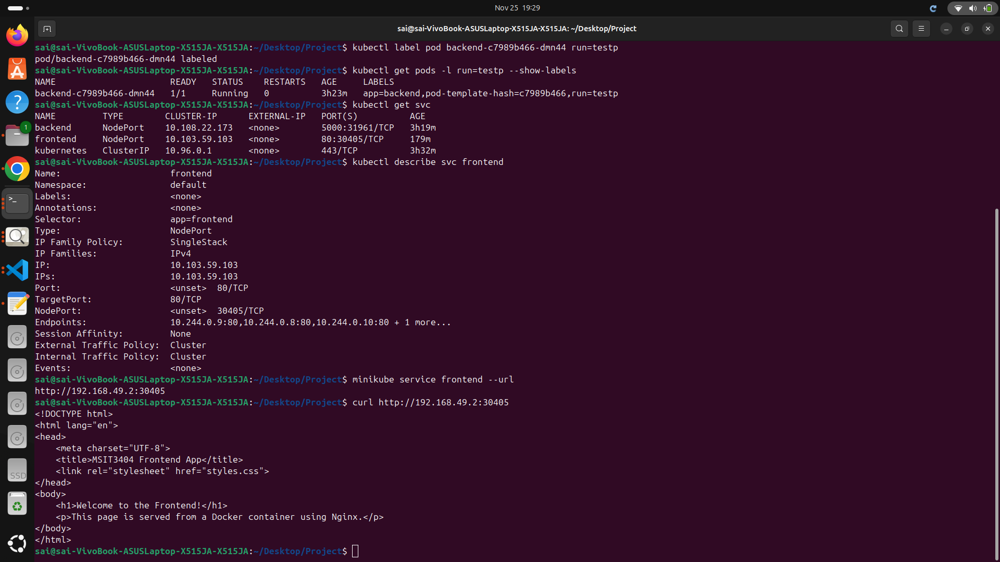 Nov 25 19:29
sai@sai-VivoBook-ASUSLaptop-X515JA-X515JA: ~/Desktop/Project
sai@sai-VivoBook-ASUSLaptop-X515JA-X515JA:~/Desktop/Project$ kubectl label pod backend-c7989b466-dmn44 run=testp
pod/backend-c7989b466-dmn44 labeled
sai@sai-VivoBook-ASUSLaptop-X515JA-X515JA:~/Desktop/Project$ kubectl get pods -l run=testp --show-labels
NAME                      READY   STATUS    RESTARTS   AGE     LABELS
backend-c7989b466-dmn44   1/1     Running   0          3h23m   app=backend,pod-template-hash=c7989b466,run=testp
sai@sai-VivoBook-ASUSLaptop-X515JA-X515JA:~/Desktop/Project$ kubectl get svc
NAME         TYPE        CLUSTER-IP      EXTERNAL-IP   PORT(S)          AGE
backend      NodePort    10.108.22.173   <none>        5000:31961/TCP   3h19m
frontend     NodePort    10.103.59.103   <none>        80:30405/TCP     179m
kubernetes   ClusterIP   10.96.0.1       <none>        443/TCP          3h32m
sai@sai-VivoBook-ASUSLaptop-X515JA-X515JA:~/Desktop/Project$ kubectl describe svc frontend
Name:                     frontend
Namespace:                default
Labels:                   <none>
Annotations:              <none>
Selector:                 app=frontend
Type:                     NodePort
IP Family Policy:         SingleStack
IP Families:              IPv4
IP:                       10.103.59.103
IPs:                      10.103.59.103
Port:                     <unset>  80/TCP
TargetPort:               80/TCP
NodePort:                 <unset>  30405/TCP
Endpoints:                10.244.0.9:80,10.244.0.8:80,10.244.0.10:80 + 1 more...
Session Affinity:         None
External Traffic Policy:  Cluster
Internal Traffic Policy:  Cluster
Events:                   <none>
sai@sai-VivoBook-ASUSLaptop-X515JA-X515JA:~/Desktop/Project$ minikube service frontend --url
http://192.168.49.2:30405
sai@sai-VivoBook-ASUSLaptop-X515JA-X515JA:~/Desktop/Project$ curl http://192.168.49.2:30405
<!DOCTYPE html>
<html lang="en">
<head>
    <meta charset="UTF-8">
    <title>MSIT3404 Frontend App</title>
    <link rel="stylesheet" href="styles.css">
</head>
<body>
    <h1>Welcome to the Frontend!</h1>
    <p>This page is served from a Docker container using Nginx.</p>
</body>
</html>
sai@sai-VivoBook-ASUSLaptop-X515JA-X515JA:~/Desktop/Project$
1
SSD